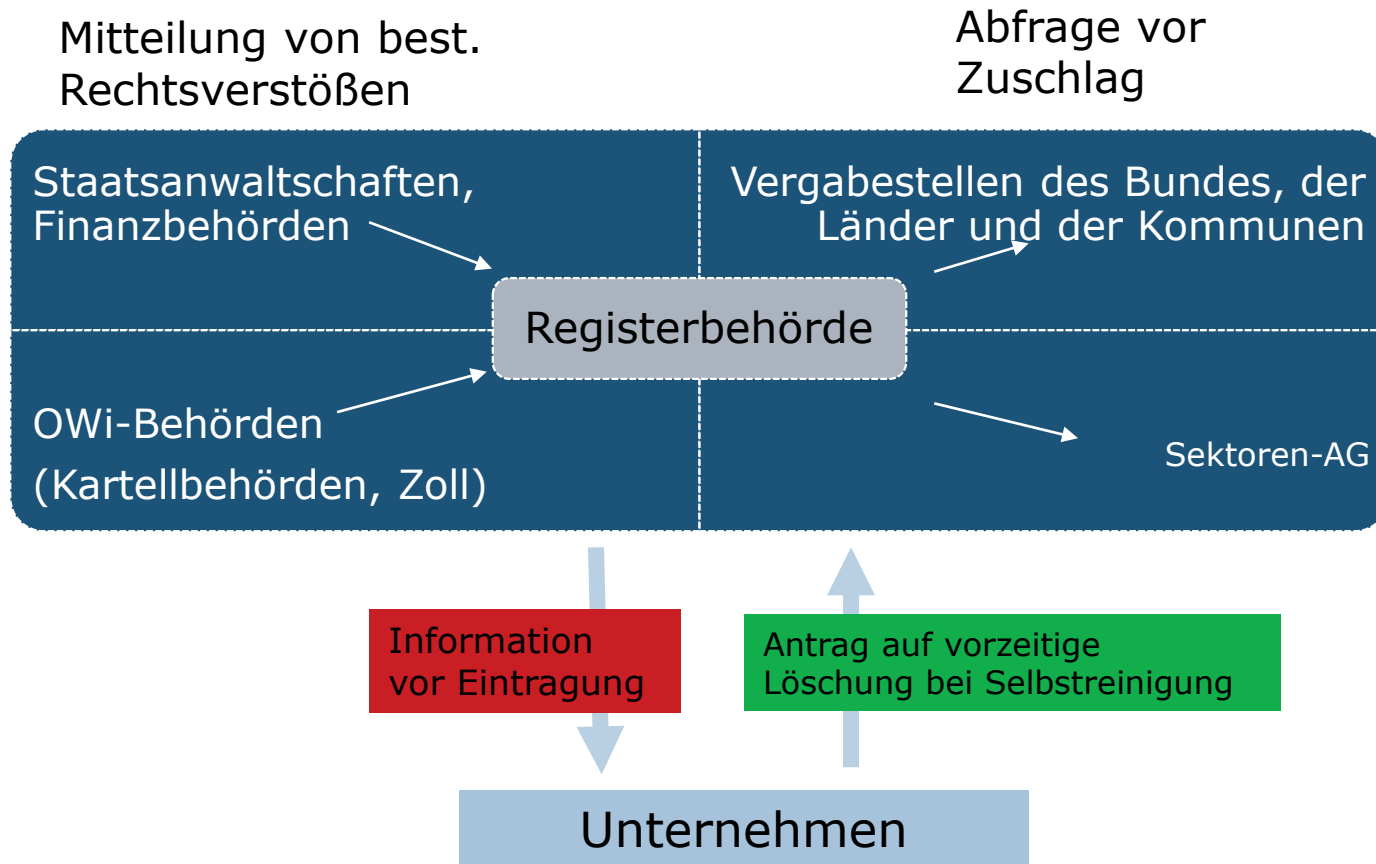 Mitteilung von best.
Rechtsverstößen
Abfrage vor
Zuschlag
Staatsanwaltschaften,
Finanzbehörden
Vergabestellen des Bundes, der
Länder und der Kommunen
Registerbehörde
OWi-Behörden
(Kartellbehörden, Zoll)
Sektoren-AG
Information
vor Eintragung
Antrag auf vorzeitige
Löschung bei Selbstreinigung
Unternehmen